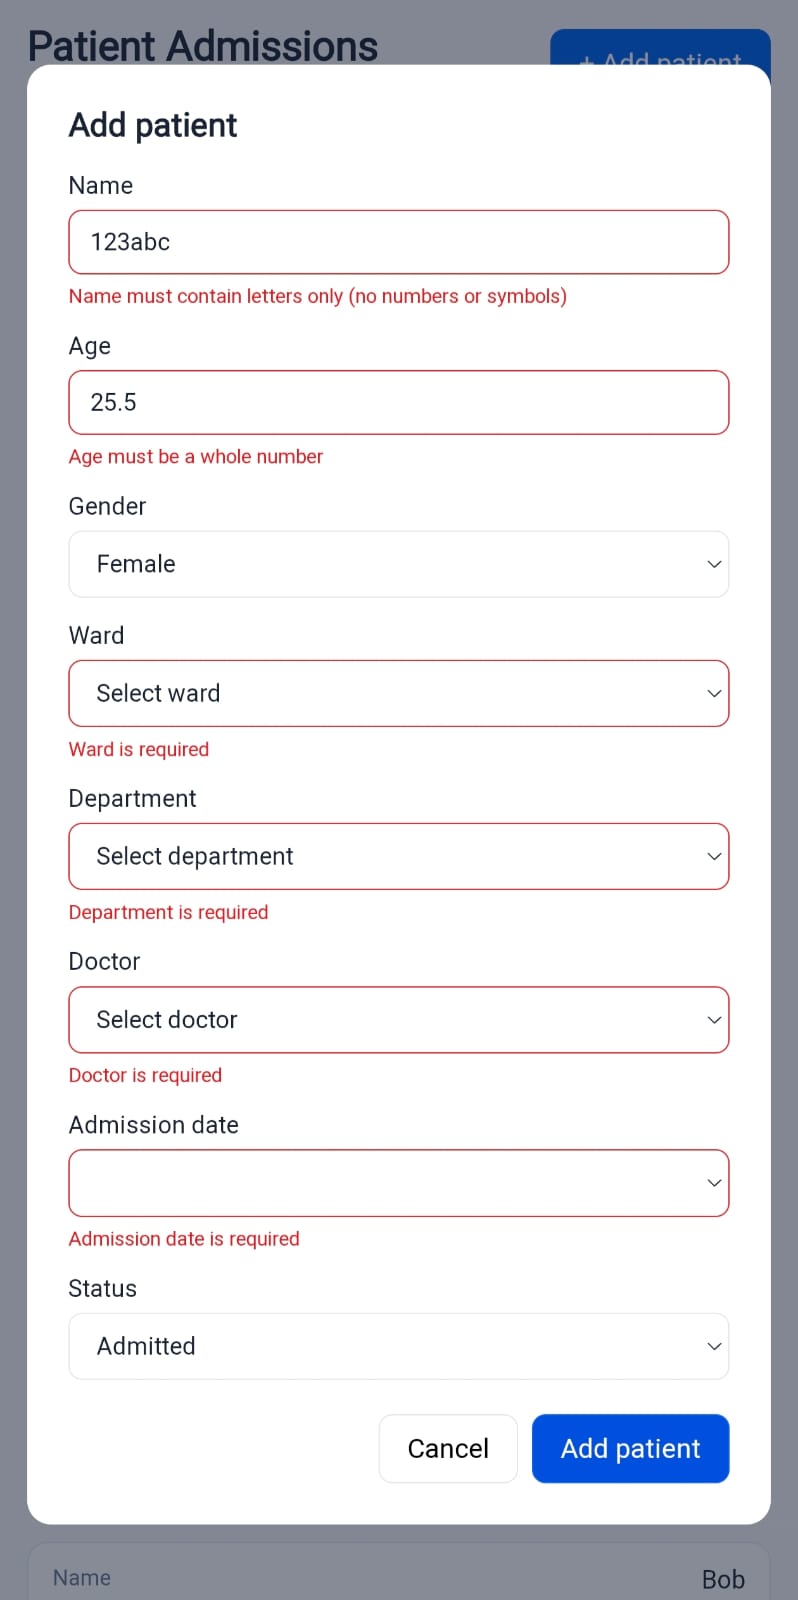 Patient Admissions
+ Add patient
Add patient
Name
123abc
Name must contain letters only (no numbers or symbols)
Age
25.5
Age must be a whole number
Gender
Female
Ward
Select ward
Ward is required
Department
Select department
Department is required
Doctor
Select doctor
Doctor is required
Admission date
Admission date is required
Status
Admitted
Cancel
Add patient
Name
Bob